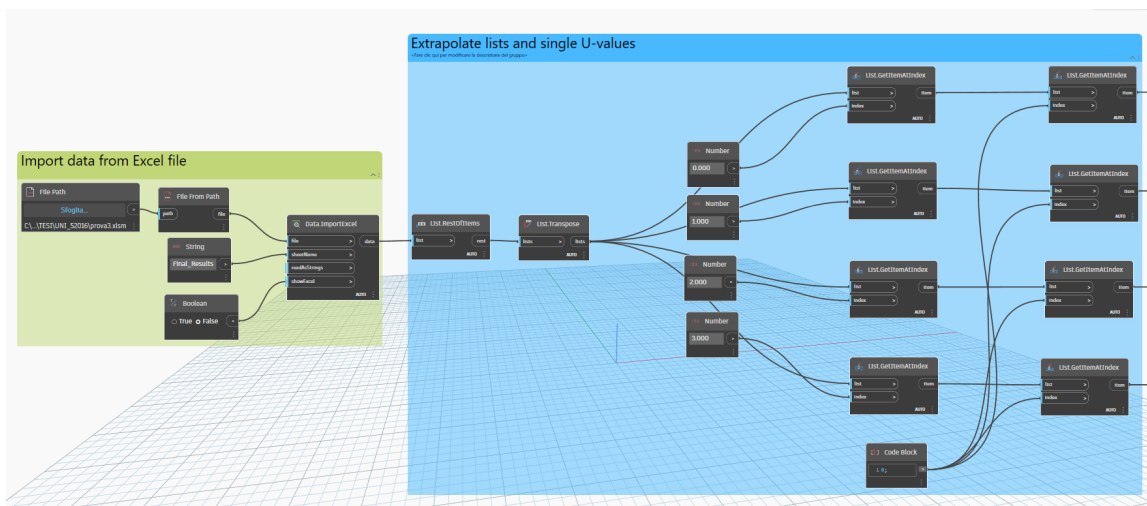 Extrapolate lists and single U-values
<Fare clic qui per modificare la descrizione del gruppo>
Import data from Excel file
File Path
Sfoglia...
C:\...\TESI\UNI_52016\prova3.xlsm
File From Path
path
file
String
Final_Results
Boolean
True
False
Data.ImportExcel
file
data
sheetName
readAsStrings
showExcel
AUTO
List.RestOfItems
list
rest
AUTO
List.Transpose
lists
lists
AUTO
Number
0.000
Number
1.000
Number
2.000
Number
3.000
List.GetItemAtIndex
list
item
index
AUTO
List.GetItemAtIndex
list
item
index
AUTO
List.GetItemAtIndex
list
item
index
AUTO
List.GetItemAtIndex
list
item
index
AUTO
List.GetItemAtIndex
list
item
index
AUTO
List.GetItemAtIndex
list
item
index
AUTO
List.GetItemAtIndex
list
item
index
AUTO
List.GetItemAtIndex
list
item
index
AUTO
Code Block
1 0;